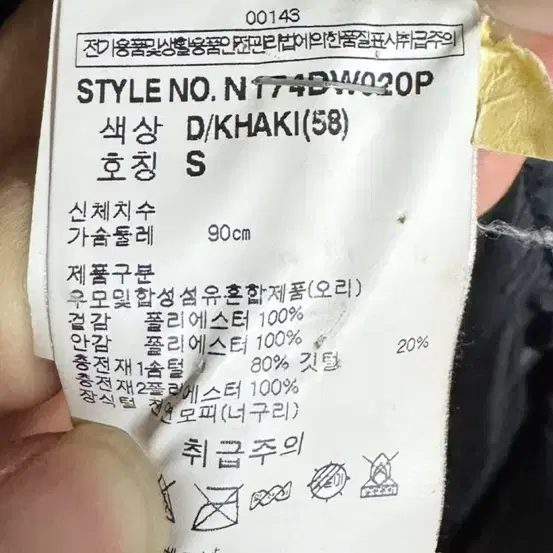 00143
전기용품및생활용품안전관리법에의한품질표시취급주의
STYLE NO. N174DW020P
색상 D/KHAKI(58)
호칭 S
신체치수
가슴둘레 90cm
제품구분
우모및합성섬유혼합제품(오리)
겉감 폴리에스터 100%
안감 폴리에스터 100%
충전재1솜털 80% 깃털 20%
충전재2폴리에스터 100%
장식털 천연모피(너구리)
취급주의